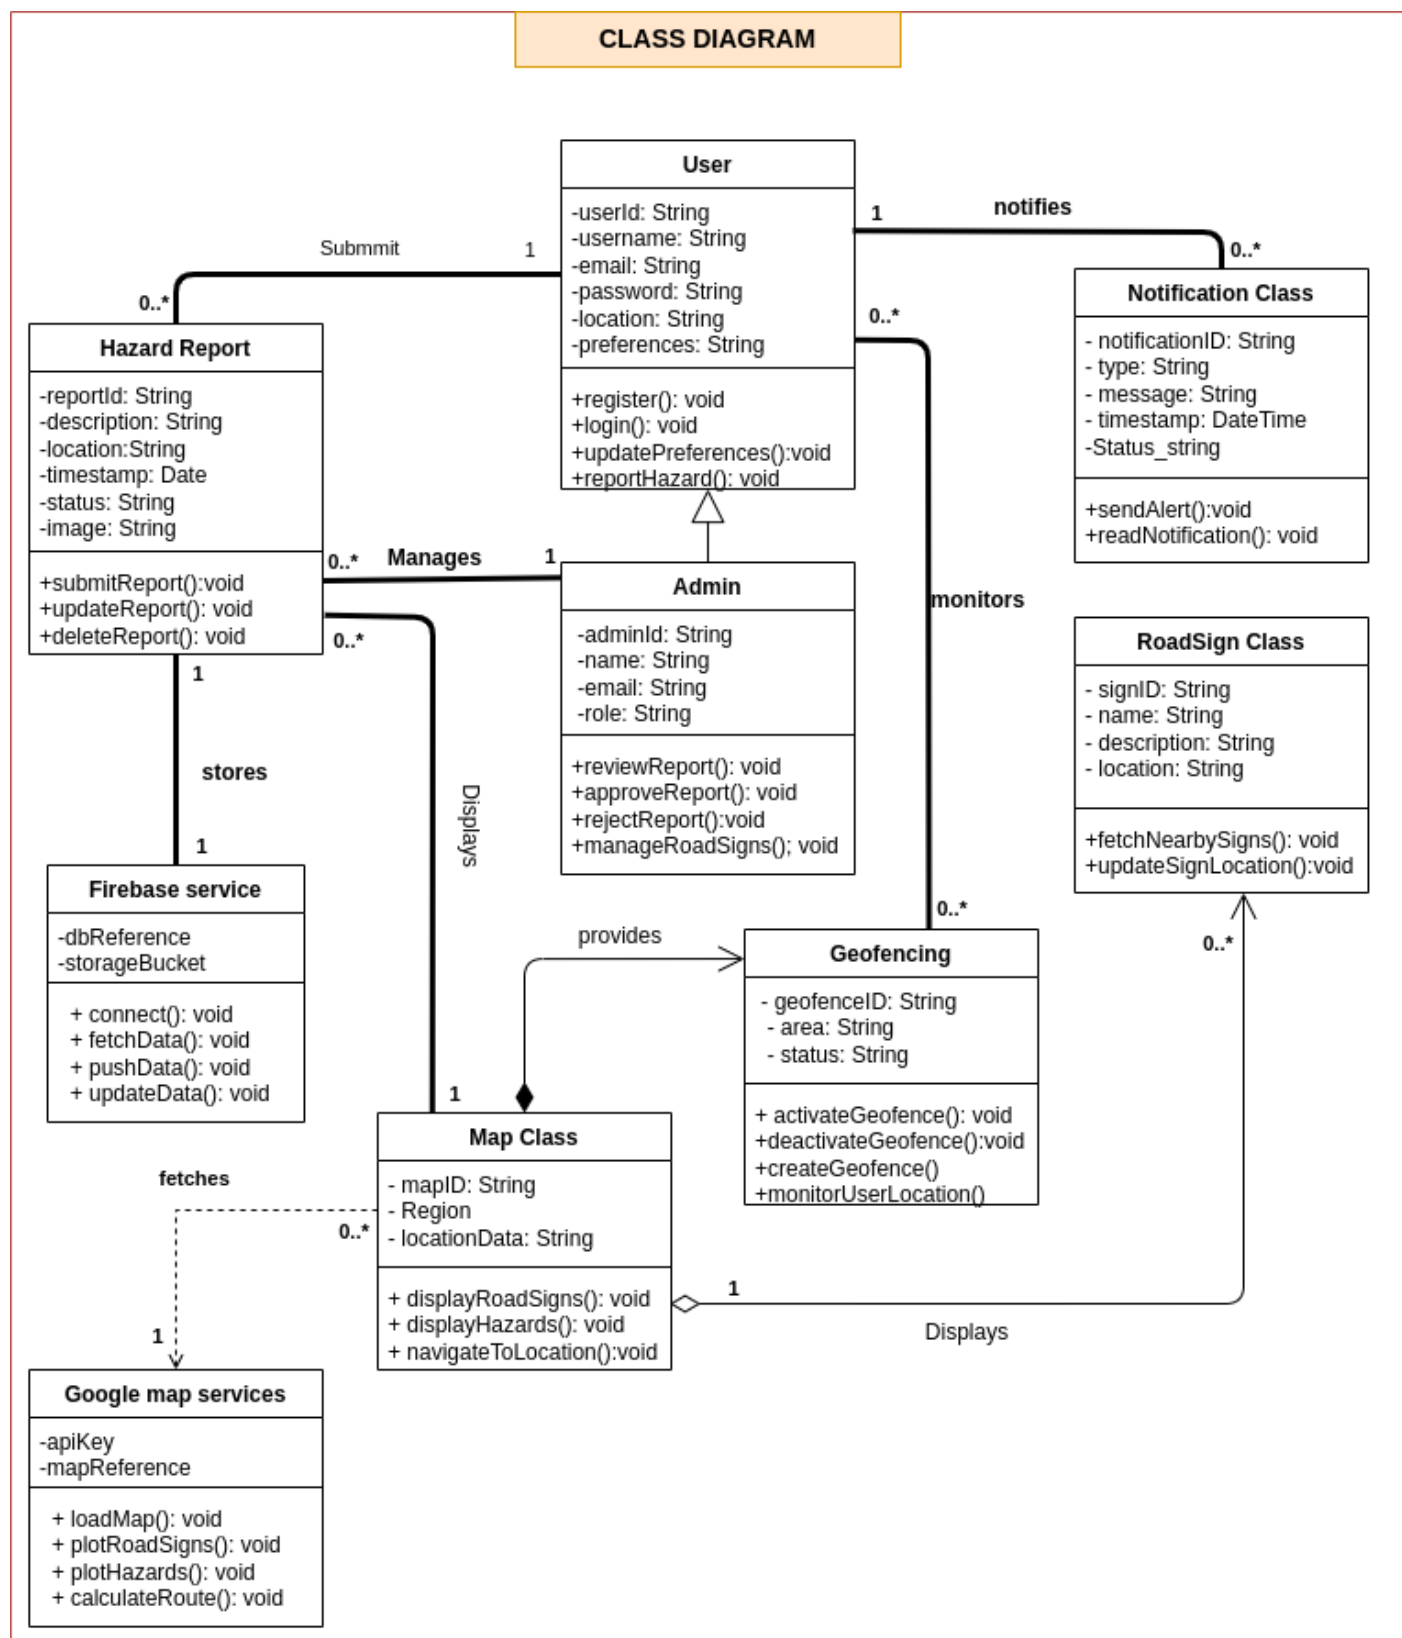 CLASS DIAGRAM
User
-userId: String
-username: String
-email: String
-password: String
-location: String
-preferences: String
+register(): void
+login(): void
+updatePreferences():void
+reportHazard(): void
1
notifies
0..*
Submmit
1
0..*
0..*
Notification Class
- notificationID: String
- type: String
- message: String
- timestamp: DateTime
-Status_string
+sendAlert():void
+readNotification(): void
Hazard Report
-reportId: String
-description: String
-location:String
-timestamp: Date
-status: String
-image: String
+submitReport():void
+updateReport(): void
+deleteReport(): void
0..*
Manages
1
0..*
1
stores
1
Displays
Admin
-adminId: String
-name: String
-email: String
-role: String
+reviewReport(): void
+approveReport(): void
+rejectReport():void
+manageRoadSigns(); void
monitors
0..*
RoadSign Class
- signID: String
- name: String
- description: String
- location: String
+fetchNearbySigns(): void
+updateSignLocation():void
0..*
Firebase service
-dbReference
-storageBucket
+ connect(): void
+ fetchData(): void
+ pushData(): void
+ updateData(): void
provides
Geofencing
- geofenceID: String
- area: String
- status: String
+ activateGeofence(): void
+deactivateGeofence():void
+createGeofence()
+monitorUserLocation()
1
Map Class
- mapID: String
- Region
- locationData: String
+ displayRoadSigns(): void
+ displayHazards(): void
+ navigateToLocation():void
fetches
0..*
1
1
Displays
Google map services
-apiKey
-mapReference
+ loadMap(): void
+ plotRoadSigns(): void
+ plotHazards(): void
+ calculateRoute(): void